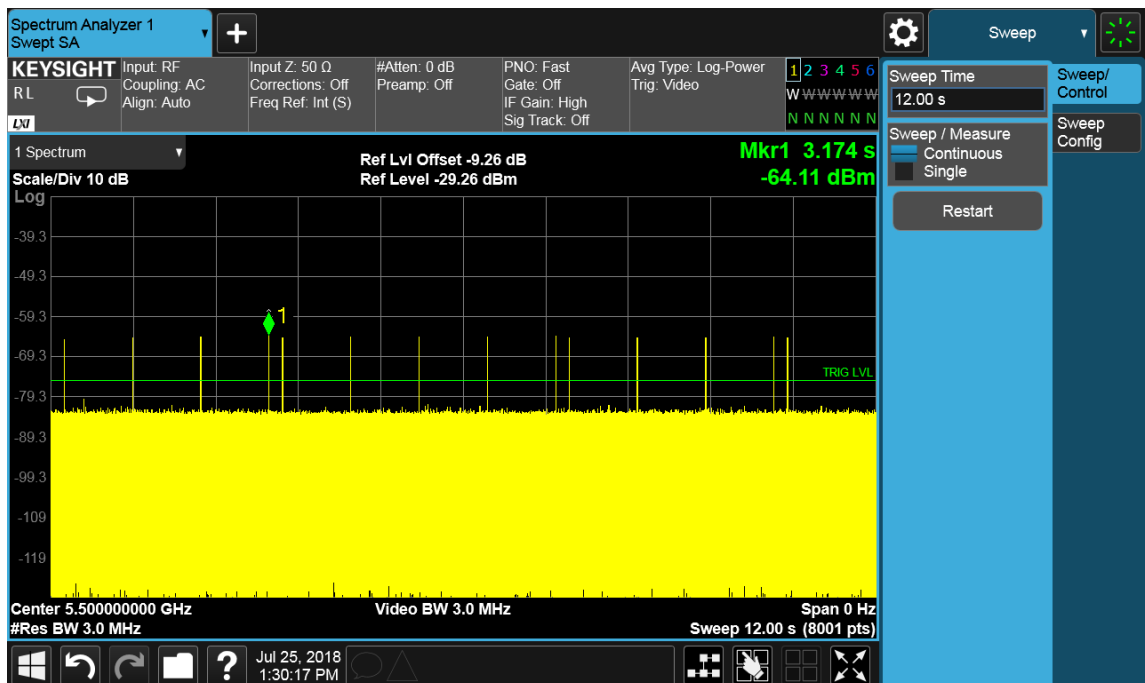 Spectrum Analyzer 1
Swept SA
+
Sweep
KEYSIGHT
RL
LXI
Input: RF
Coupling: AC
Align: Auto
Input Z: 50 Ω
Corrections: Off
Freq Ref: Int (S)
#Atten: 0 dB
Preamp: Off
PNO: Fast
Gate: Off
IF Gain: High
Sig Track: Off
Avg Type: Log-Power
Trig: Video
1 2 3 4 5 6
W W W W W W
N N N N N N
1 Spectrum
Scale/Div 10 dB
Log
Ref Lvl Offset -9.26 dB
Ref Level -29.26 dBm
Mkr1 3.174 s
-64.11 dBm
-39.3
-49.3
-59.3
-69.3
-79.3
-89.3
-99.3
-109
-119
1
TRIG LVL
Center 5.500000000 GHz
#Res BW 3.0 MHz
Video BW 3.0 MHz
Span 0 Hz
Sweep 12.00 s (8001 pts)
Sweep Time
12.00 s
Sweep / Measure
Continuous
Single
Restart
Sweep/
Control
Sweep
Config
?
Jul 25, 2018
1:30:17 PM